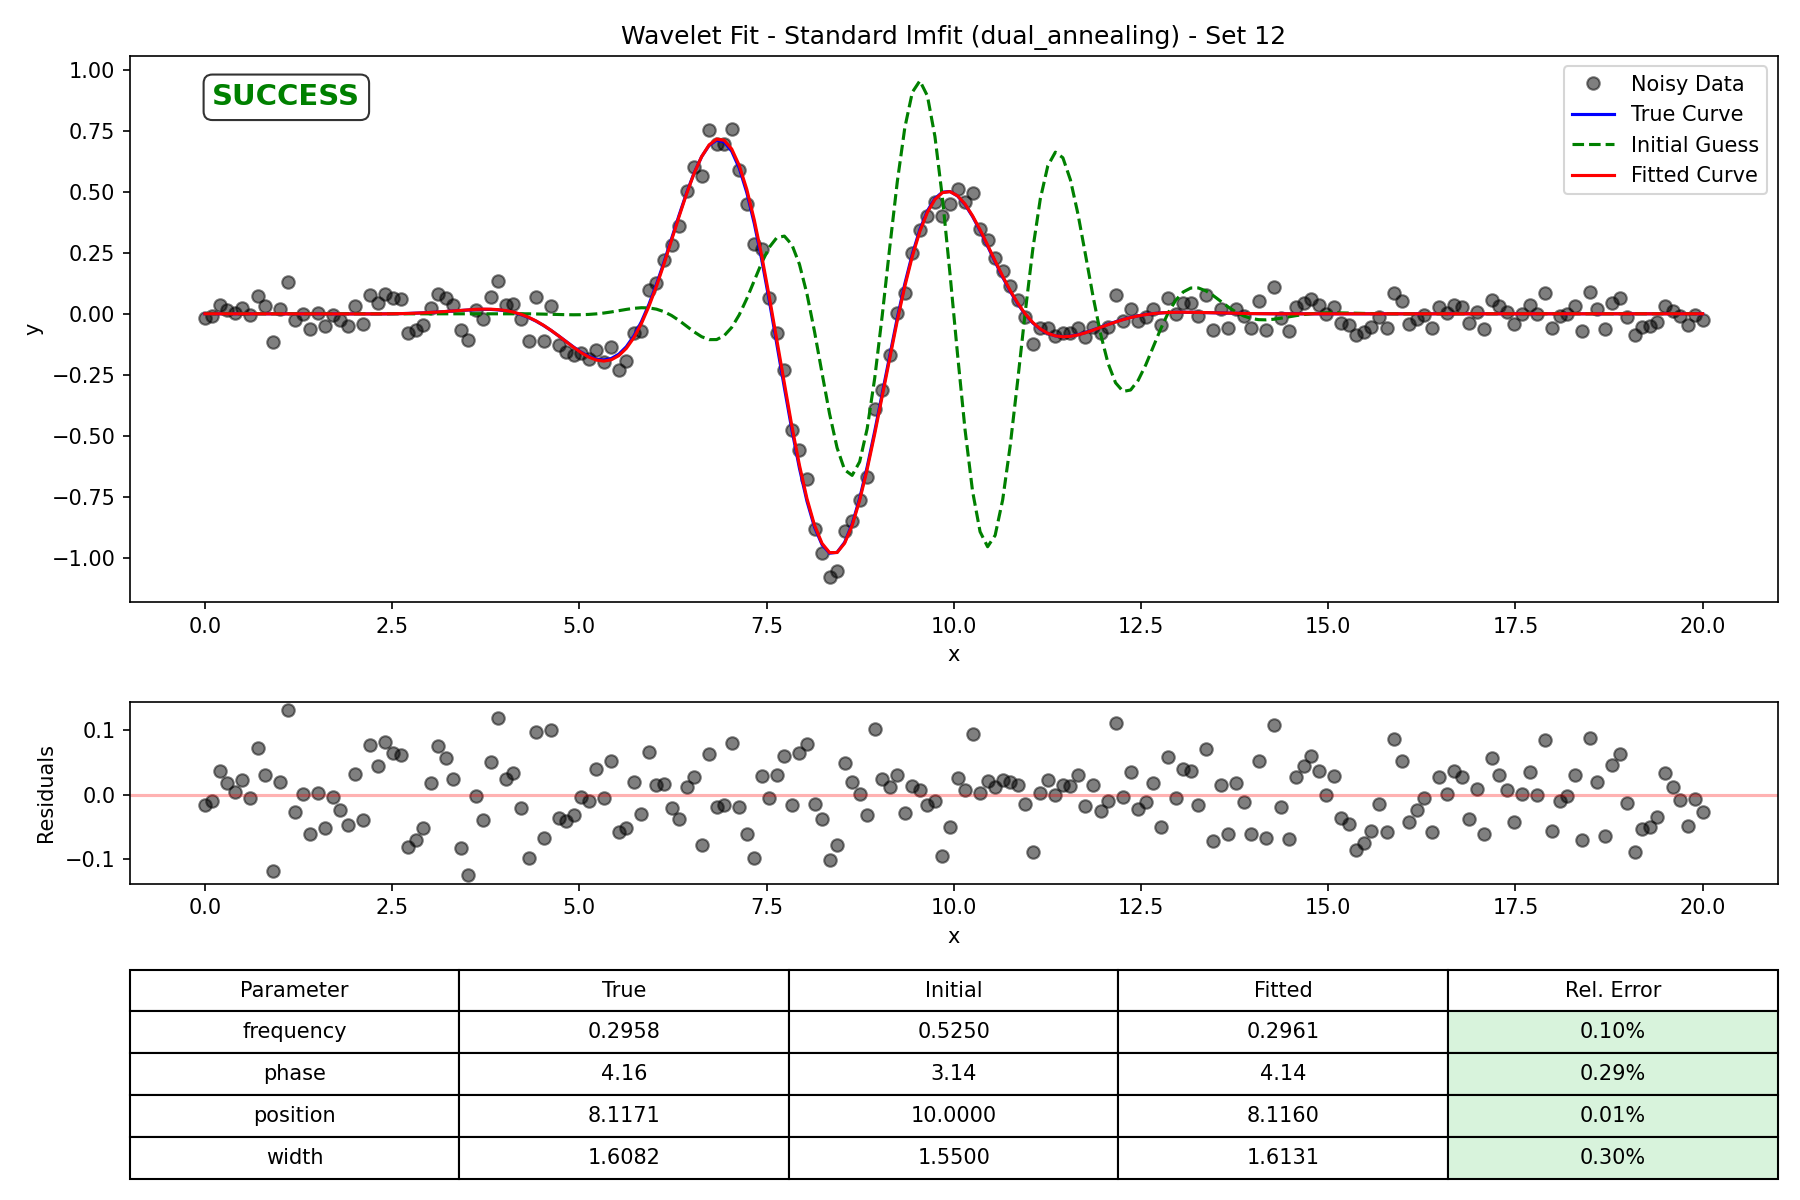 Wavelet Fit - Standard lmfit (dual_annealing) - Set 12
SUCCESS
Noisy Data
True Curve
Initial Guess
Fitted Curve
1.00
0.75
0.50
0.25
0.00
−0.25
−0.50
−0.75
−1.00
y
0.0 2.5 5.0 7.5 10.0 12.5 15.0 17.5 20.0
x
0.1
0.0
−0.1
Residuals
0.0 2.5 5.0 7.5 10.0 12.5 15.0 17.5 20.0
x
Parameter True Initial Fitted Rel. Error
frequency 0.2958 0.5250 0.2961 0.10%
phase 4.16 3.14 4.14 0.29%
position 8.1171 10.0000 8.1160 0.01%
width 1.6082 1.5500 1.6131 0.30%